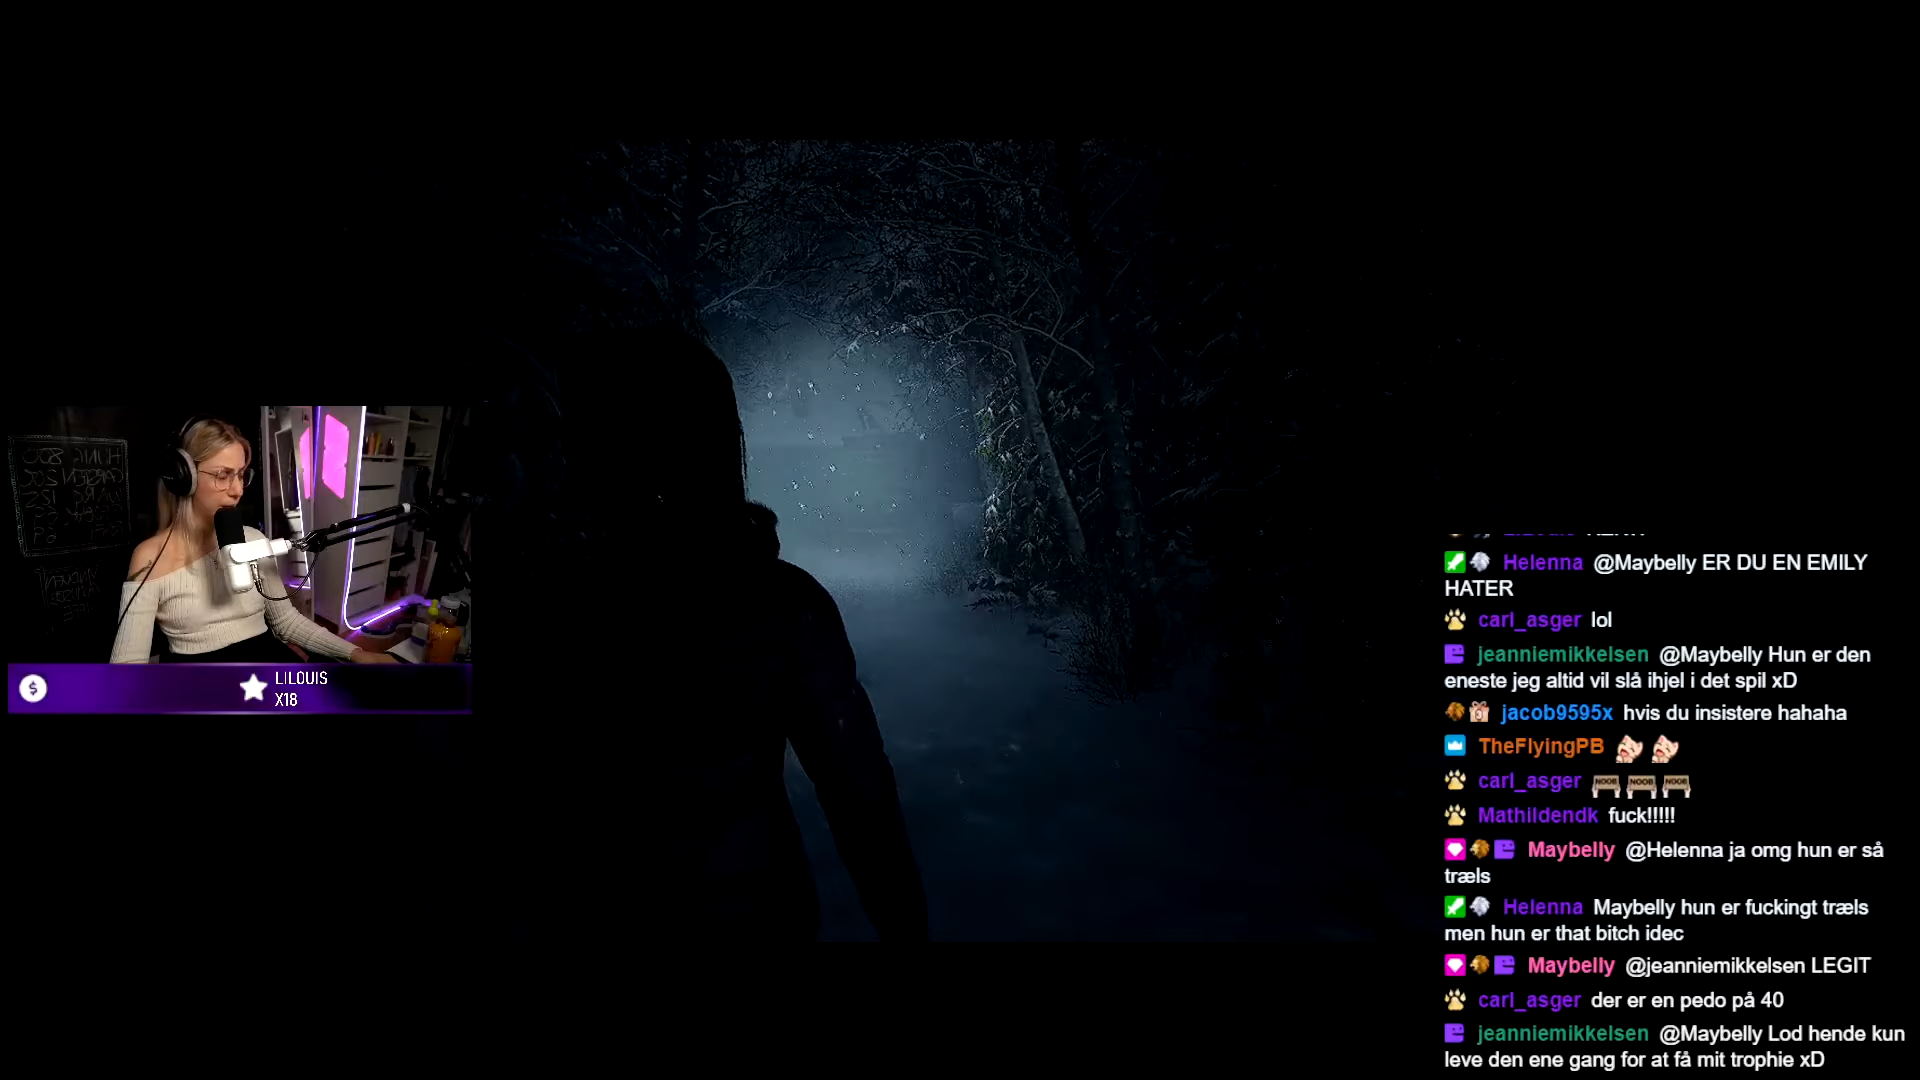 LILOUIS
X18
Helenna @Maybelly ER DU EN EMILY
HATER
carl_asger lol
jeanniemikkelsen @Maybelly Hun er den
eneste jeg altid vil slå ihjel i det spil xD
jacob9595x hvis du insistere hahaha
TheFlyingPB
carl_asger NOOB NOOB NOOB
Mathildendk fuck!!!!!
Maybelly @Helenna ja omg hun er så
træls
Helenna Maybelly hun er fuckingt træls
men hun er that bitch idec
Maybelly @jeanniemikkelsen LEGIT
carl_asger der er en pedo på 40
jeanniemikkelsen @Maybelly Lod hende kun
leve den ene gang for at få mit trophie xD